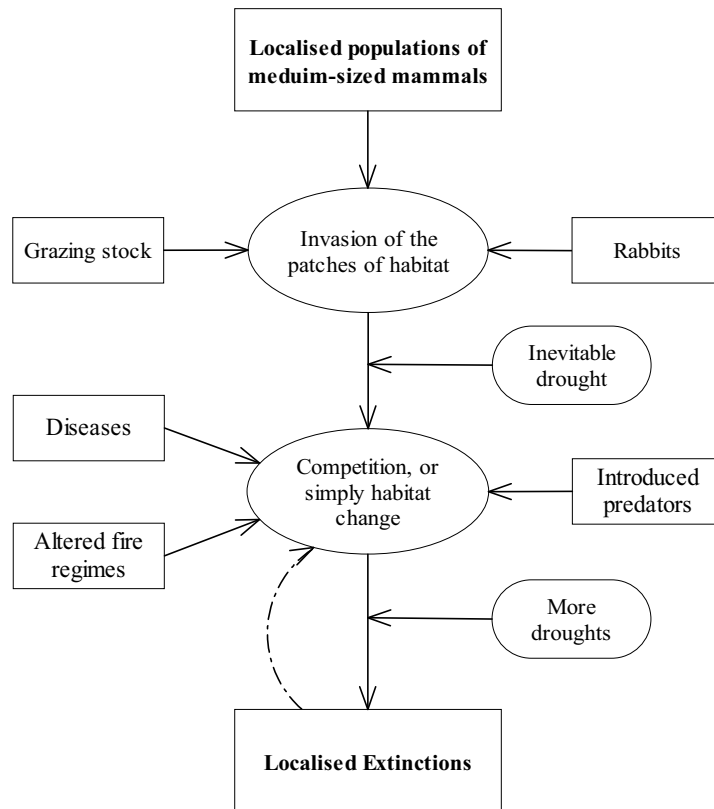 Localised populations of
meduim-sized mammals
Grazing stock
Invasion of the
patches of habitat
Rabbits
Inevitable
drought
Diseases
Competition, or
simply habitat
change
Introduced
predators
Altered fire
regimes
More
droughts
Localised Extinctions